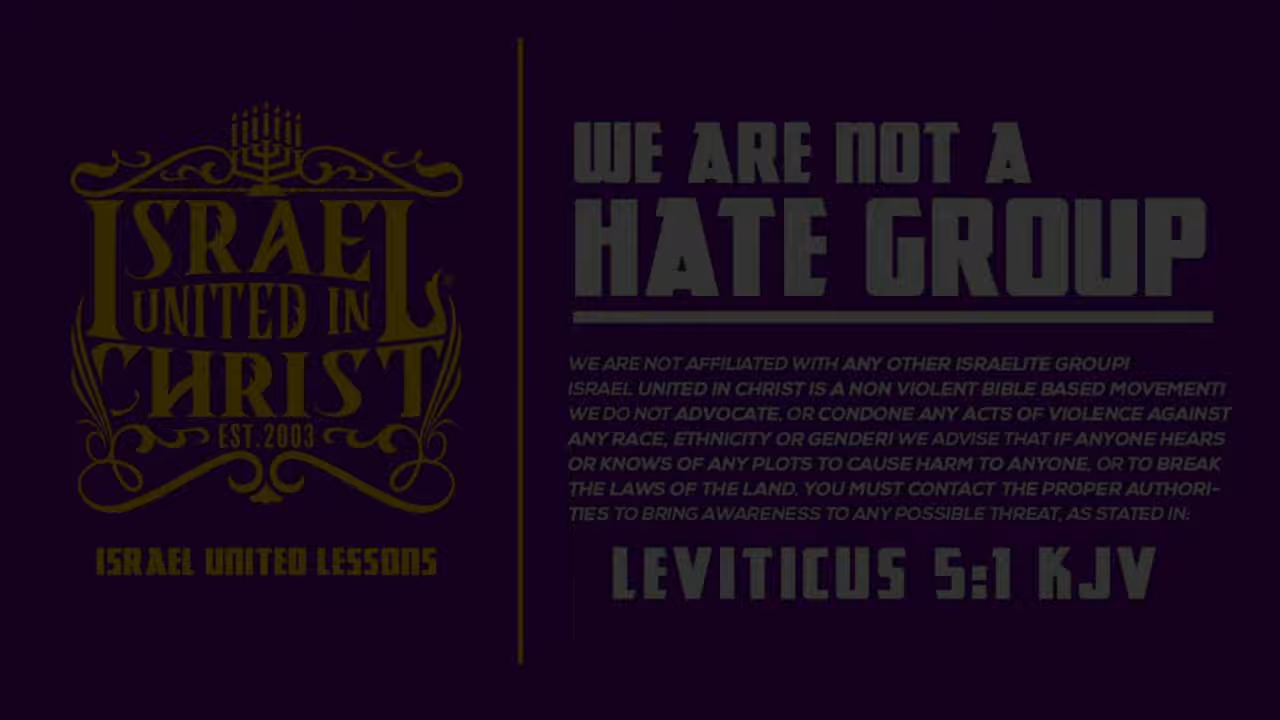 ISRAEL
UNITED IN
CHRIST
EST. 2003
ISRAEL UNITED LESSONS
WE ARE NOT A
HATE GROUP
WE ARE NOT AFFILIATED WITH ANY OTHER ISRAELITE GROUP!
ISRAEL UNITED IN CHRIST IS A NON VIOLENT BIBLE BASED MOVEMENT!
WE DO NOT ADVOCATE, OR CONDONE ANY ACTS OF VIOLENCE AGAINST
ANY RACE, ETHNICITY OR GENDER! WE ADVISE THAT IF ANYONE HEARS
OR KNOWS OF ANY PLOTS TO CAUSE HARM TO ANYONE, OR TO BREAK
THE LAWS OF THE LAND. YOU MUST CONTACT THE PROPER AUTHORI-
TIES TO BRING AWARENESS TO ANY POSSIBLE THREAT, AS STATED IN:
LEVITICUS 5:1 KJV